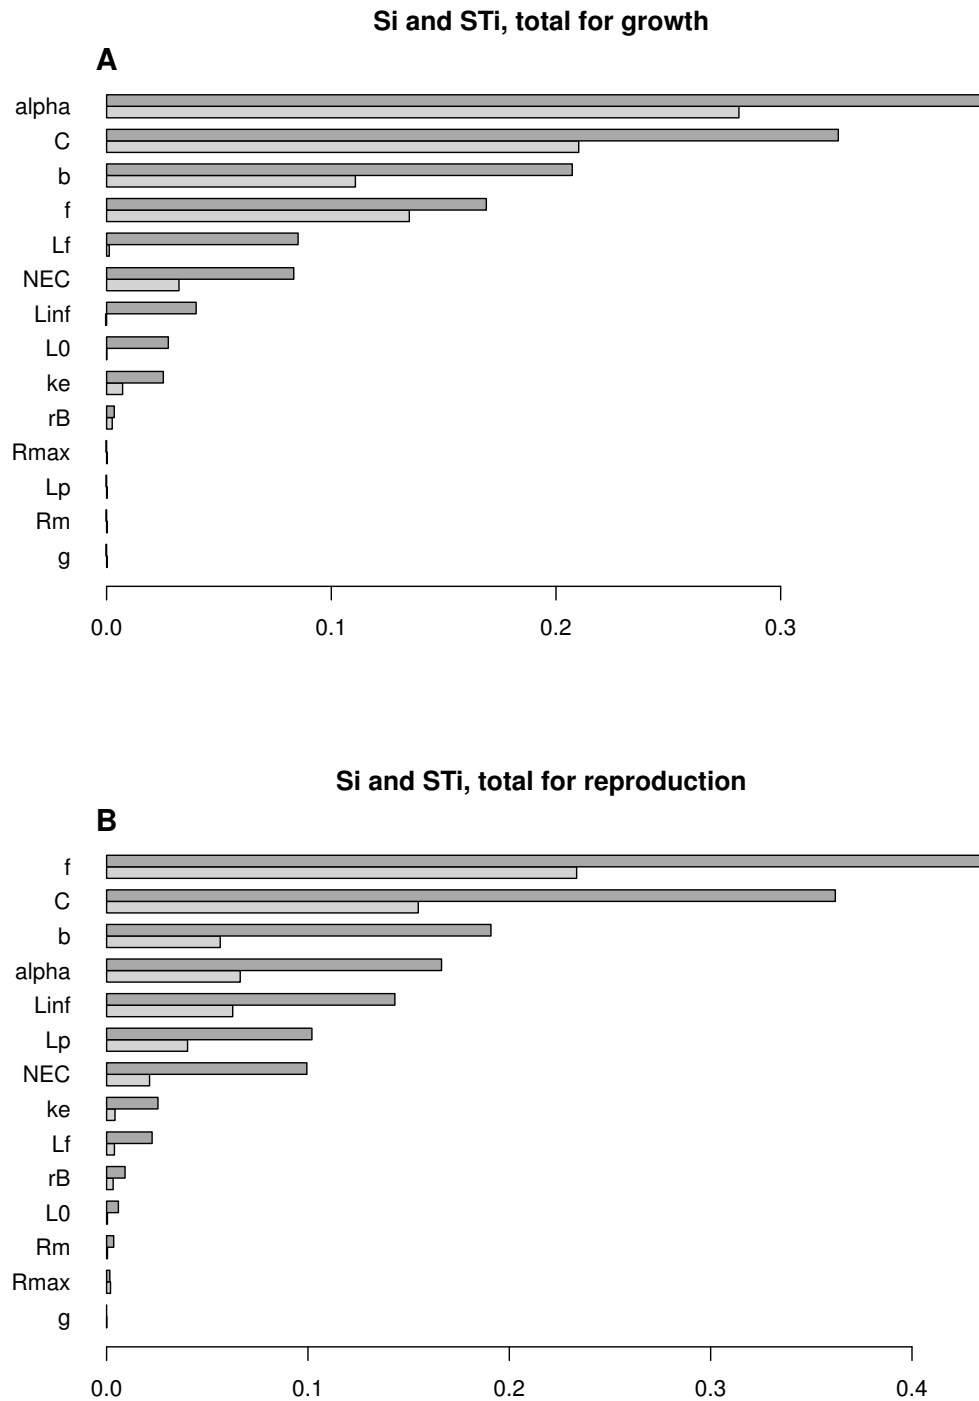 Si and STi, total for growth
A
alpha
C
b
f
Lf
NEC
Linf
L0
ke
rB
Rmax
Lp
Rm
g
0.0 0.1 0.2 0.3
Si and STi, total for reproduction
B
f
C
b
alpha
Linf
Lp
NEC
ke
Lf
rB
L0
Rm
Rmax
g
0.0 0.1 0.2 0.3 0.4